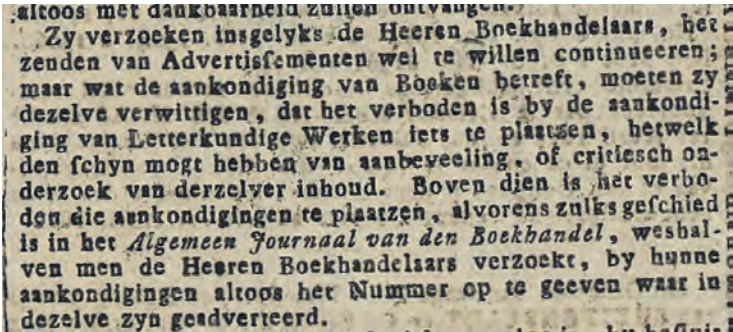 altoos met dankbaarheid zullen ontvangen.
Zy verzoeken insgelyks de Heeren Boekhandelaars, het
zenden van Advertisſementen wel te willen continueeren;
maar wat de aankondiging van Boeken betreft, moeten zy
dezelve verwittigen, dat het verboden is by de aankondi-
ging van Letterkundige Werken iets te plaatzen, hetwelk
den ſchyn mogt hebben van aanbeveeling, of critiesch on-
derzoek van derzelver inhoud. Boven dien is het verbo-
den die aankondigingen te plaatzen, alvorens zulks geſchied
is in het Algemeen Journaal van den Boekhandel, weshal-
ven men de Heeren Boekhandelaars verzoekt, by hunne
aankondigingen altoos het Nummer op te geeven waar in
dezelve zyn geadverteerd.